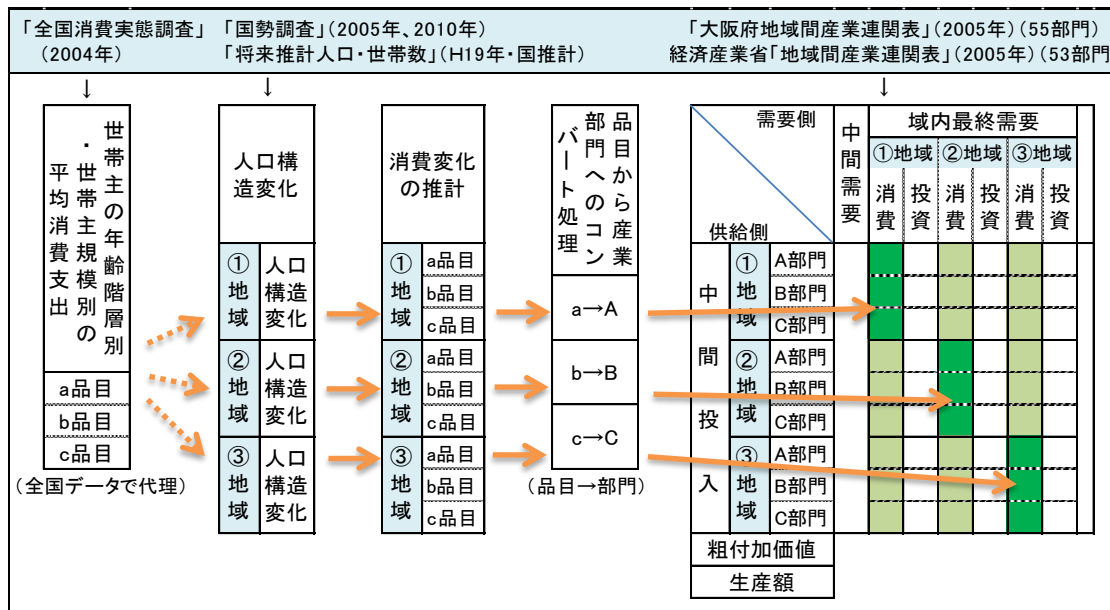 「全国消費実態調査」
(2004年)
「国勢調査」(2005年、2010年)
「将来推計人口・世帯数」(H19年・国推計)
「大阪府地域間産業連関表」(2005年)(55部門)
経済産業省「地域間産業連関表」(2005年)(53部門
↓
↓
↓
世帯主の年齢階層別
・世帯主規模別の
平均消費支出
a品目
b品目
c品目
(全国データで代理)
人口構
造変化
①地域
人口構造変化
②地域
人口構造変化
③地域
人口構造変化
消費変化
の推計
①地域
a品目
b品目
c品目
②地域
a品目
b品目
c品目
③地域
a品目
b品目
c品目
品目から産業
部門へのコン
バート処理
a→A
b→B
c→C
(品目→部門)
需要側
供給側
中間需要
域内最終需要
①地域
②地域
③地域
消費
投資
消費
投資
消費
投資
中間投入
①地域
A部門
B部門
C部門
②地域
A部門
B部門
C部門
③地域
A部門
B部門
C部門
粗付加価値
生産額